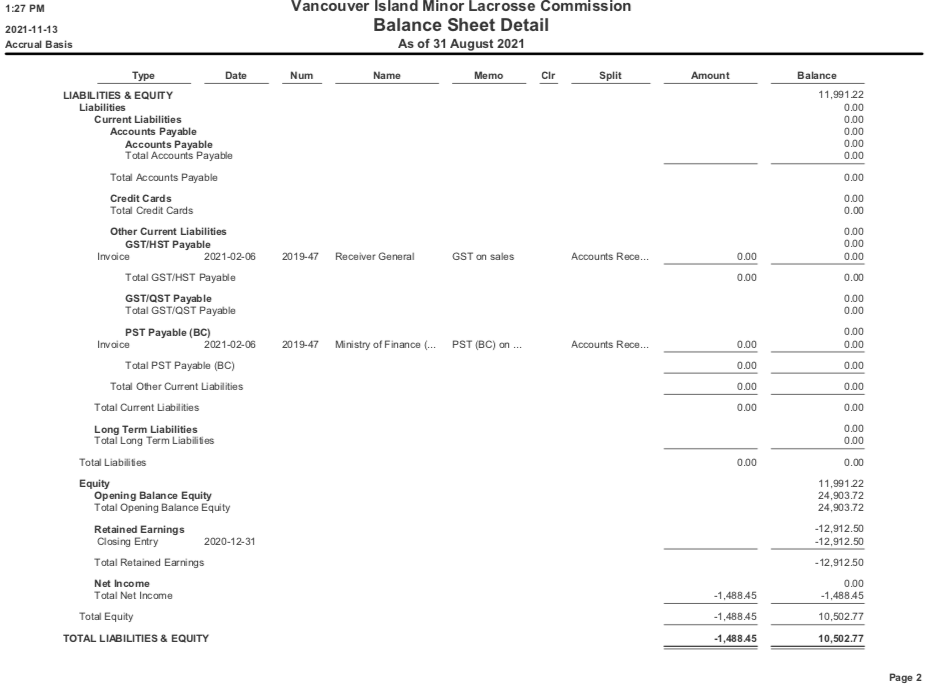 1:27 PM
Vancouver Island Minor Lacrosse Commission
2021-11-13
Balance Sheet Detail
Accrual Basis
As of 31 August 2021
Type Date Num Name Memo Clr Split Amount Balance
LIABILITIES & EQUITY 11,991.22
Liabilities 0.00
Current Liabilities 0.00
Accounts Payable 0.00
Accounts Payable 0.00
Total Accounts Payable 0.00
Total Accounts Payable 0.00
Credit Cards 0.00
Total Credit Cards 0.00
Other Current Liabilities 0.00
GST/HST Payable 0.00
Invoice 2021-02-06 2019-47 Receiver General GST on sales Accounts Rece... 0.00 0.00
Total GST/HST Payable 0.00 0.00
GST/QST Payable 0.00
Total GST/QST Payable 0.00
PST Payable (BC) 0.00
Invoice 2021-02-06 2019-47 Ministry of Finance (... PST (BC) on ... Accounts Rece... 0.00 0.00
Total PST Payable (BC) 0.00 0.00
Total Other Current Liabilities 0.00 0.00
Total Current Liabilities 0.00 0.00
Long Term Liabilities 0.00
Total Long Term Liabilities 0.00
Total Liabilities 0.00 0.00
Equity 11,991.22
Opening Balance Equity 24,903.72
Total Opening Balance Equity 24,903.72
Retained Earnings -12,912.50
Closing Entry 2020-12-31 -12,912.50
Total Retained Earnings -12,912.50
Net Income 0.00
Total Net Income -1,488.45 -1,488.45
Total Equity -1,488.45 10,502.77
TOTAL LIABILITIES & EQUITY -1,488.45 10,502.77
Page 2